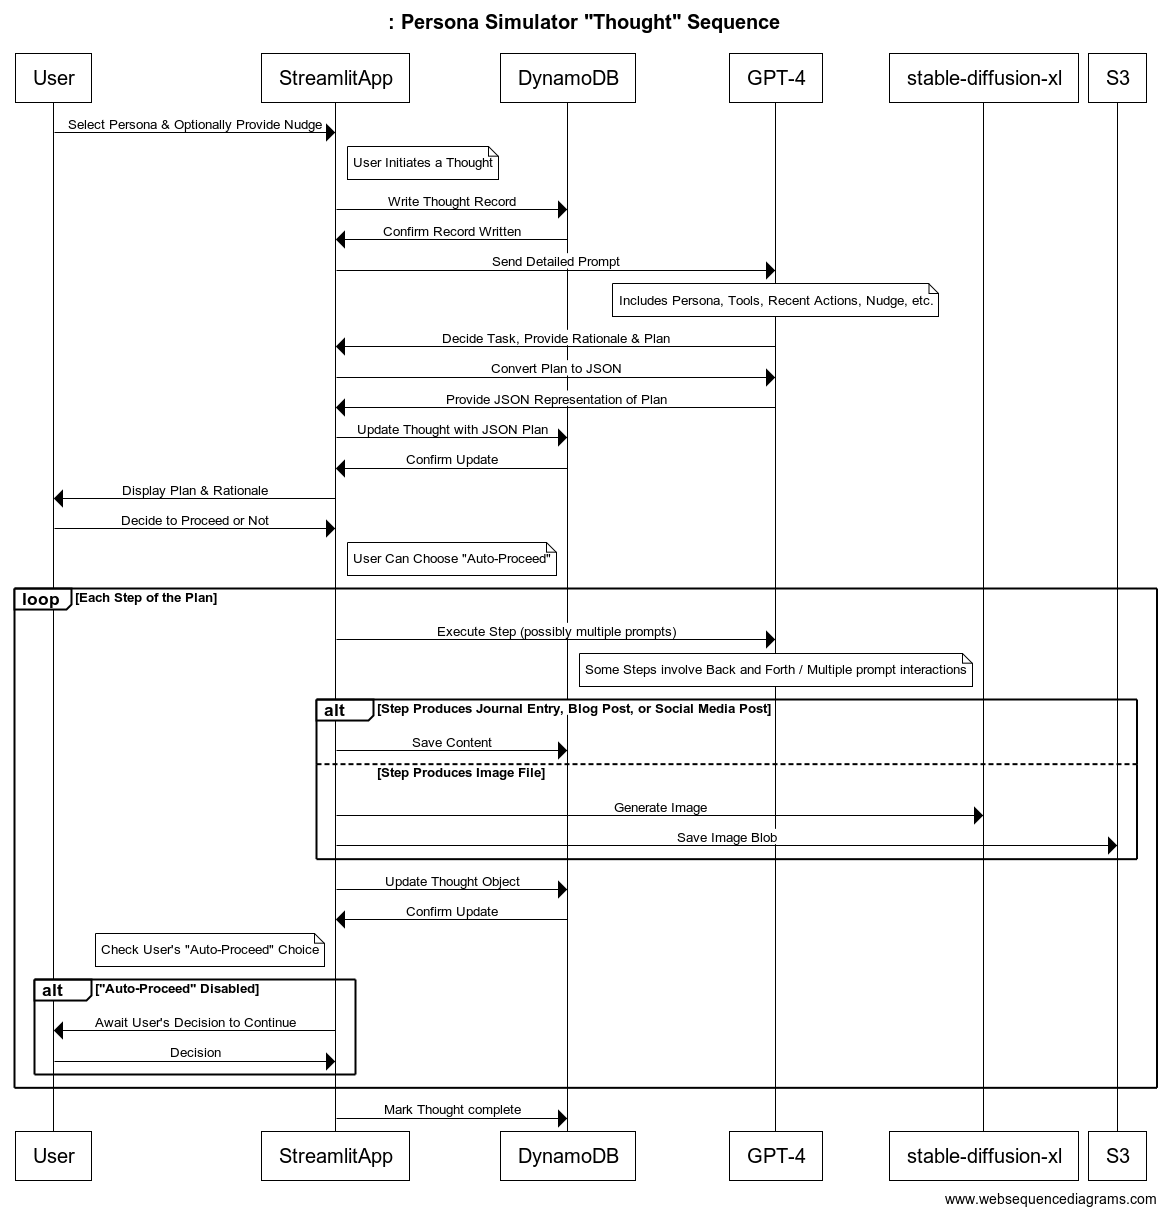 : Persona Simulator "Thought" Sequence
User
StreamlitApp
DynamoDB
GPT-4
stable-diffusion-xl
S3
Select Persona & Optionally Provide Nudge
User Initiates a Thought
Write Thought Record
Confirm Record Written
Send Detailed Prompt
Includes Persona, Tools, Recent Actions, Nudge, etc.
Decide Task, Provide Rationale & Plan
Convert Plan to JSON
Provide JSON Representation of Plan
Update Thought with JSON Plan
Confirm Update
Display Plan & Rationale
Decide to Proceed or Not
User Can Choose "Auto-Proceed"
loop [Each Step of the Plan]
Execute Step (possibly multiple prompts)
Some Steps involve Back and Forth / Multiple prompt interactions
alt [Step Produces Journal Entry, Blog Post, or Social Media Post]
Save Content
[Step Produces Image File]
Generate Image
Save Image Blob
Update Thought Object
Confirm Update
Check User's "Auto-Proceed" Choice
alt ["Auto-Proceed" Disabled]
Await User's Decision to Continue
Decision
Mark Thought complete
User
StreamlitApp
DynamoDB
GPT-4
stable-diffusion-xl
S3
www.websequencediagrams.com